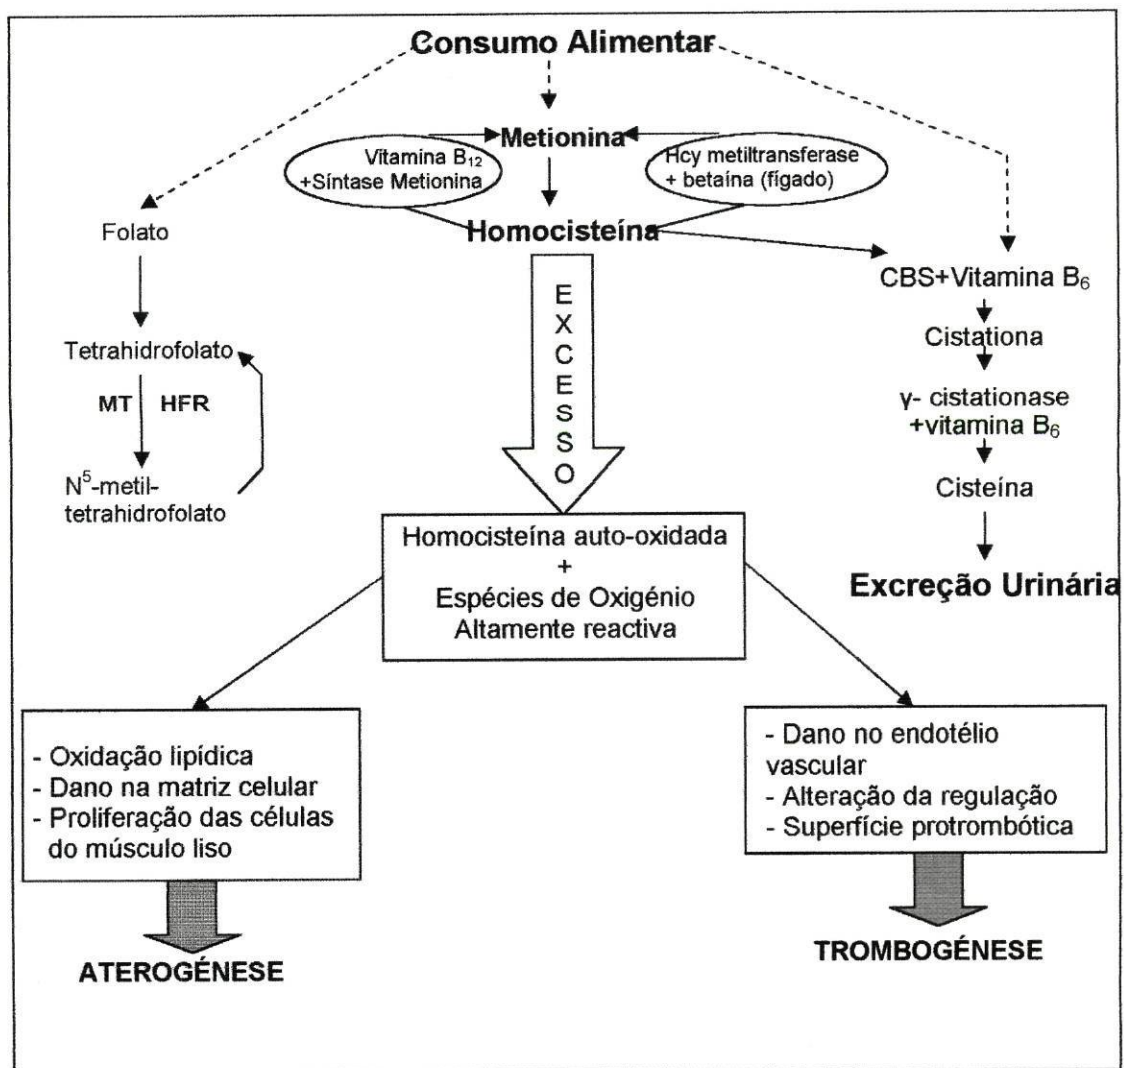 Consumo Alimentar
Metionina
Vitamina B₁₂
+Síntase Metionina
Hcy metiltransferase
+ betaína (fígado)
Homocisteína
Folato
Tetrahidrofolato
MT HFR
N⁵-metil-
tetrahidrofolato
E
X
C
E
S
S
O
CBS+Vitamina B₆
Cistationa
γ- cistationase
+vitamina B₆
Cisteína
Excreção Urinária
Homocisteína auto-oxidada
+
Espécies de Oxigénio
Altamente reactiva
- Oxidação lipídica
- Dano na matriz celular
- Proliferação das células
do músculo liso
ATEROGÉNESE
- Dano no endotélio
vascular
- Alteração da regulação
- Superfície protrombótica
TROMBOGÉNESE